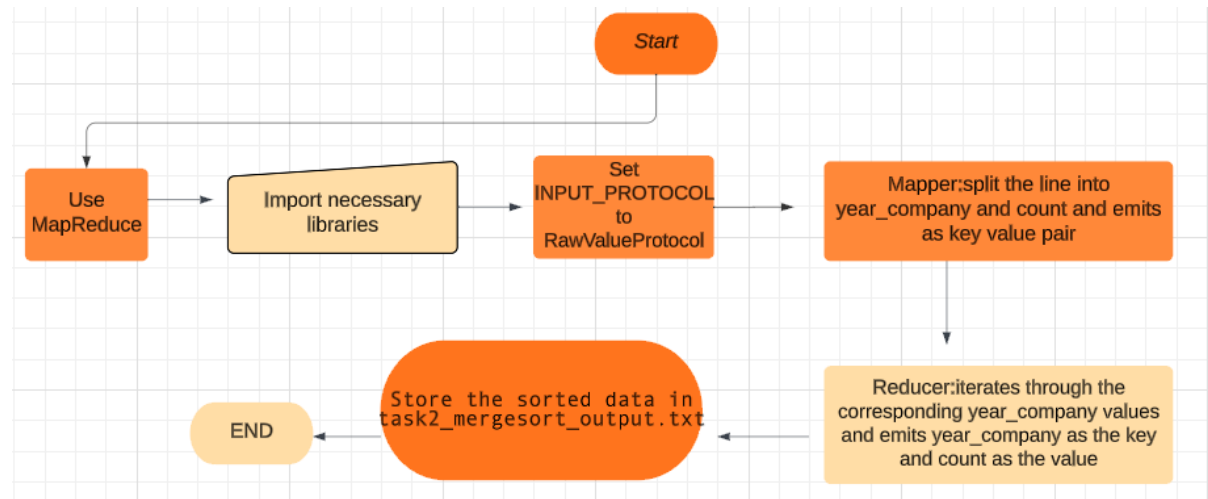 Start
Use
MapReduce
Import necessary
libraries
Set
INPUT_PROTOCOL
to
RawValueProtocol
Mapper:split the line into
year_company and count and emits
as key value pair
Reducer:iterates through the
corresponding year_company values
and emits year_company as the key
and count as the value
Store the sorted data in
task2_mergesort_output.txt
END